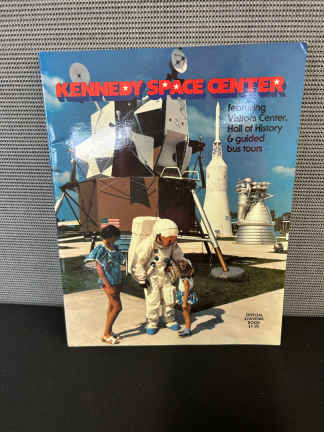 KENNEDY SPACE CENTER
featuring
Visitors Center,
Hall of History
& guided
bus tours
OFFICIAL
SOUVENIR
BOOK